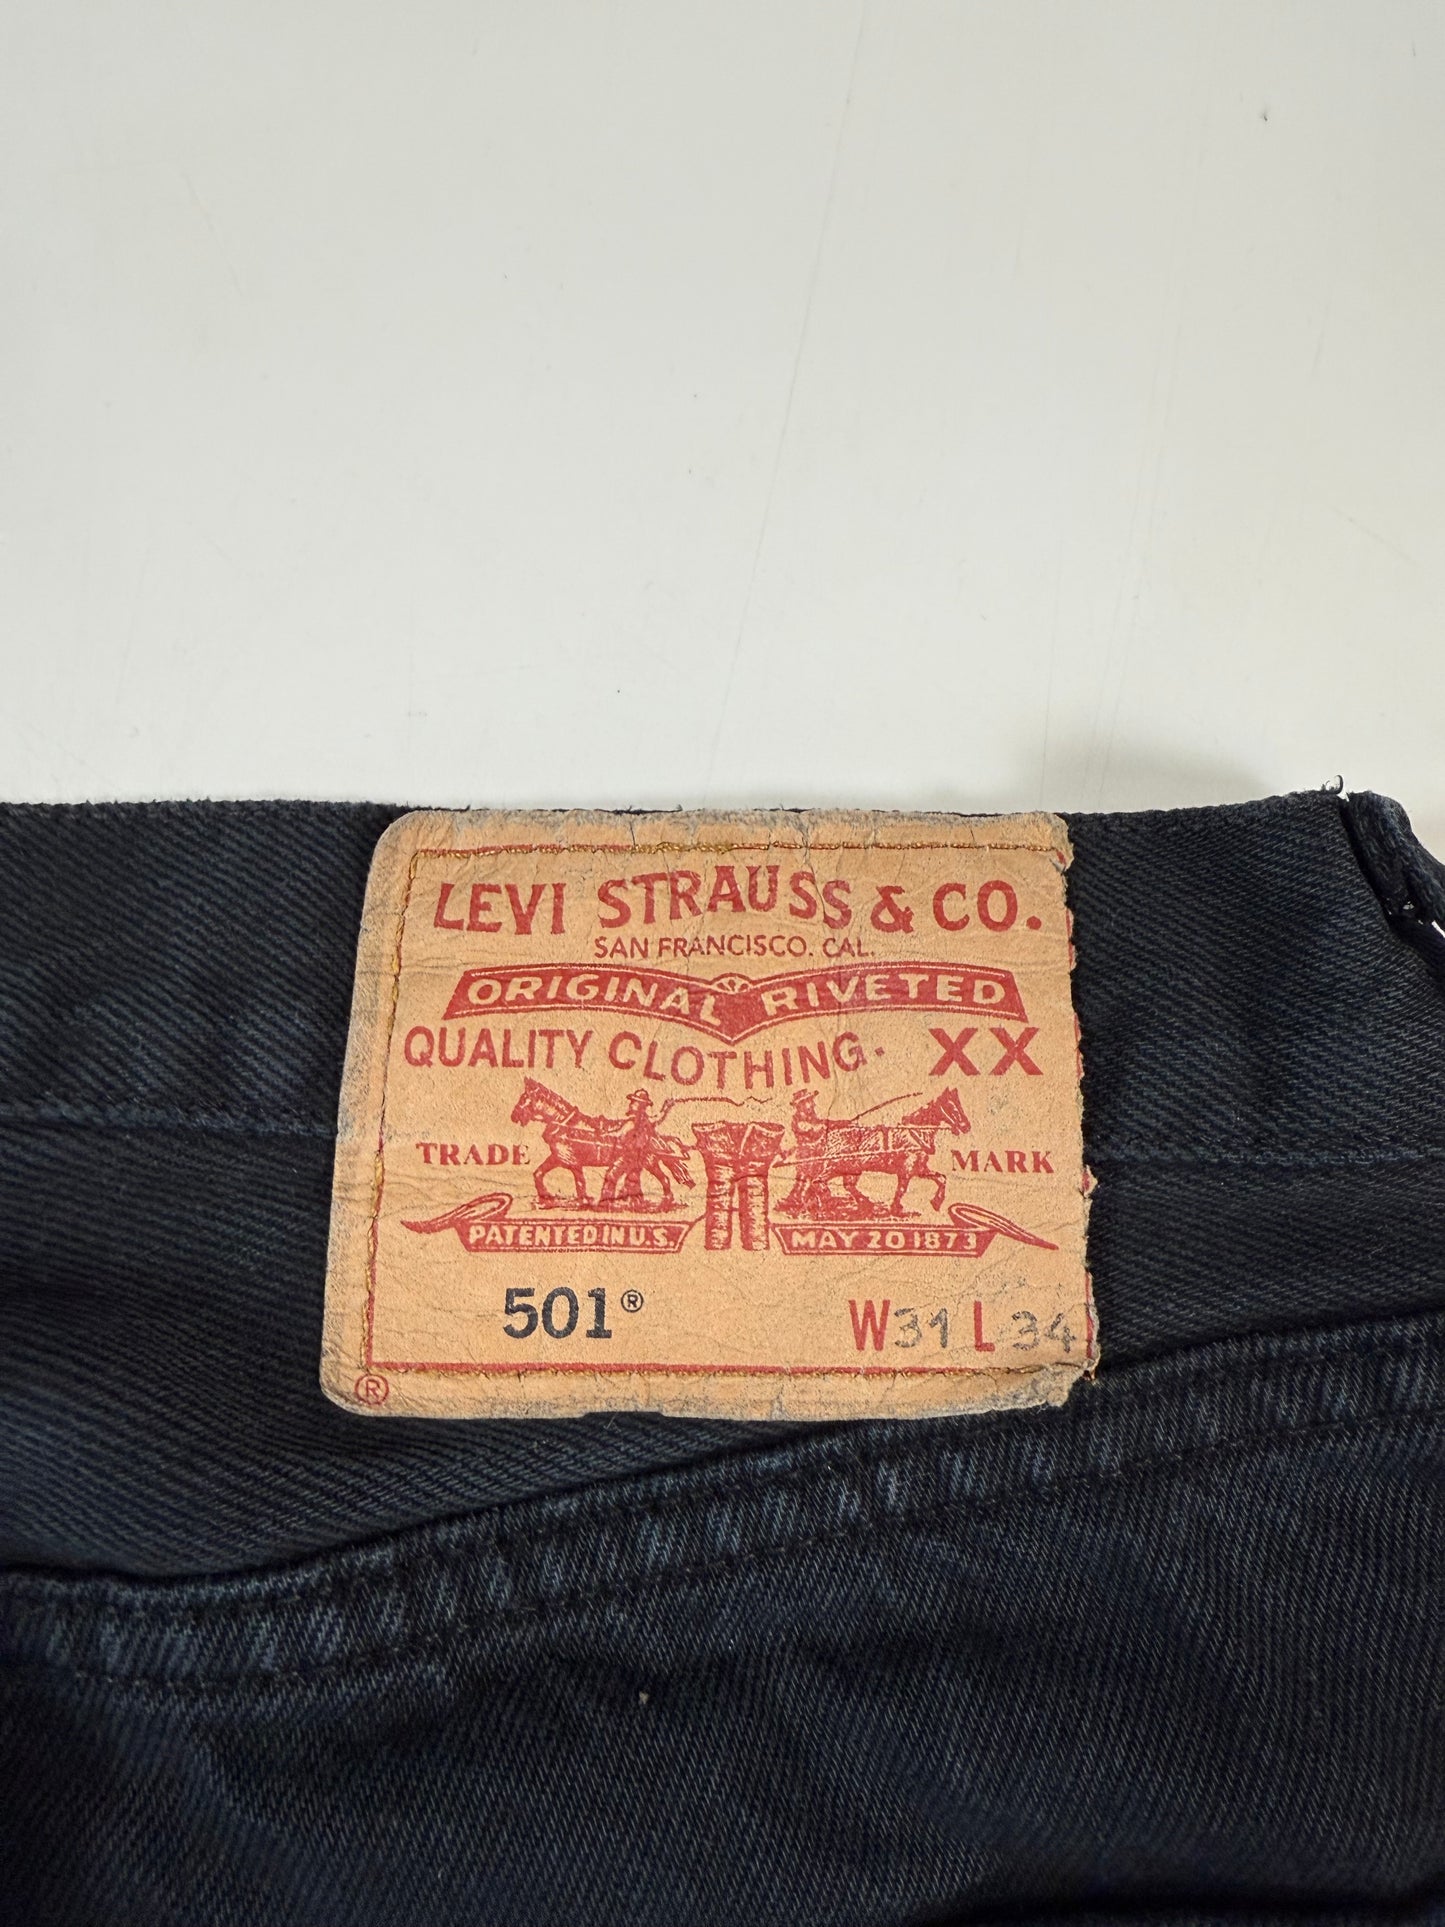 LEVI STRAUSS & CO.
SAN FRANCISCO. CAL.
ORIGINAL RIVETED
QUALITY CLOTHING. XX
TRADE MARK
PATENTED IN U.S. MAY 20 1873
501® W31 L34
®